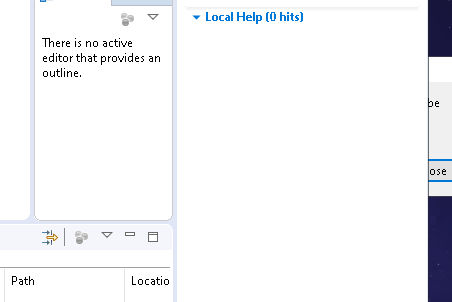 Local Help (0 hits)
There is no active
editor that provides an
outline.
be
ose
Path
Locatio